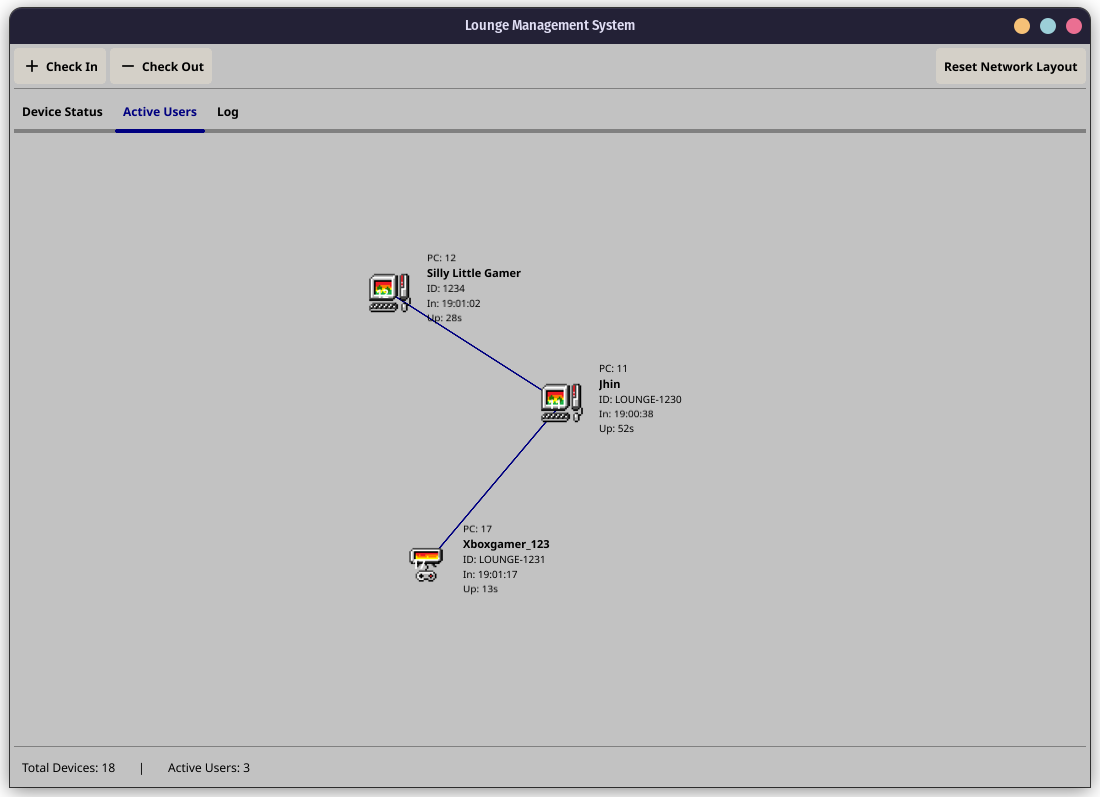 Lounge Management System
Check In
Check Out
Reset Network Layout
Device Status
Active Users
Log
PC: 12
Silly Little Gamer
ID: 1234
In: 19:01:02
Up: 28s
PC: 11
Jhin
ID: LOUNGE-1230
In: 19:00:38
Up: 52s
PC: 17
Xboxgamer_123
ID: LOUNGE-1231
In: 19:01:17
Up: 13s
Total Devices: 18 | Active Users: 3